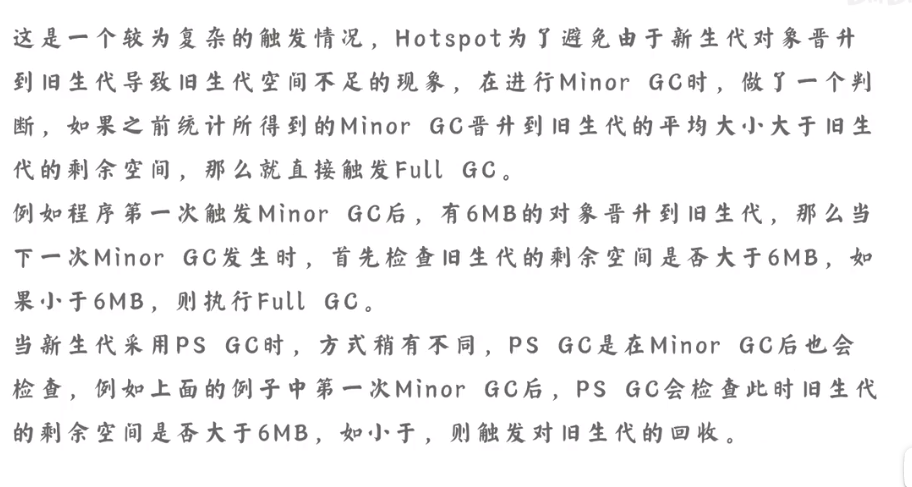 这是一个较为复杂的触发情况，Hotspot为了避免由于新生代对象晋升
到旧生代导致旧生代空间不足的现象，在进行Minor GC时，做了一个判
断，如果之前统计所得到的Minor GC晋升到旧生代的平均大小大于旧生
代的剩余空间，那么就直接触发Full GC。
例如程序第一次触发Minor GC后，有6MB的对象晋升到旧生代，那么当
下一次Minor GC发生时，首先检查旧生代的剩余空间是否大于6MB，如
果小于6MB，则执行Full GC。
当新生代采用PS GC时，方式稍有不同，PS GC是在Minor GC后也会
检查，例如上面的例子中第一次Minor GC后，PS GC会检查此时旧生代
的剩余空间是否大于6MB，如小于，则触发对旧生代的回收。